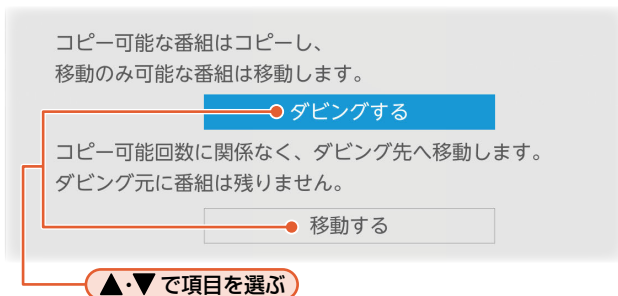 コピー可能な番組はコピーし、
移動のみ可能な番組は移動します。
ダビングする
コピー可能回数に関係なく、ダビング先へ移動します。
ダビング元に番組は残りません。
移動する
▲・▼で項目を選ぶ